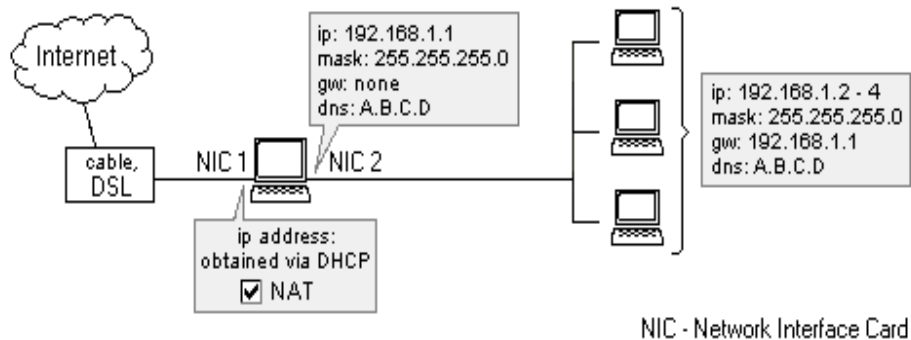 Internet
cable,
DSL
NIC 1
NIC 2
ip: 192.168.1.1
mask: 255.255.255.0
gw: none
dns: A.B.C.D
ip address:
obtained via DHCP
NAT
ip: 192.168.1.2 - 4
mask: 255.255.255.0
gw: 192.168.1.1
dns: A.B.C.D
NIC - Network Interface Card